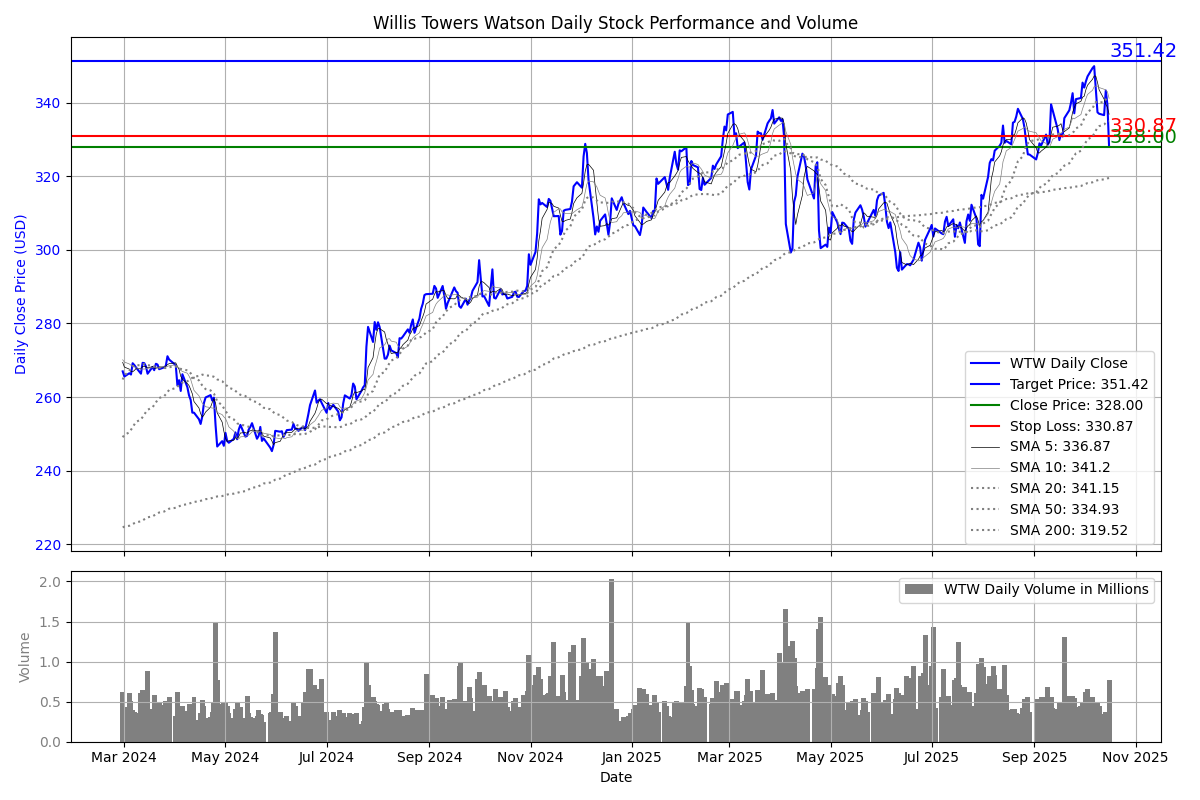 Willis Towers Watson Daily Stock Performance and Volume
351.42
340
330.87
328.00
320
300
280
260
240
220
Daily Close Price (USD)
WTW Daily Close
Target Price: 351.42
Close Price: 328.00
Stop Loss: 330.87
SMA 5: 336.87
SMA 10: 341.2
SMA 20: 341.15
SMA 50: 334.93
SMA 200: 319.52
2.0
1.5
1.0
0.5
0.0
Volume
WTW Daily Volume in Millions
Mar 2024 May 2024 Jul 2024 Sep 2024 Nov 2024 Jan 2025 Mar 2025 May 2025 Jul 2025 Sep 2025 Nov 2025
Date